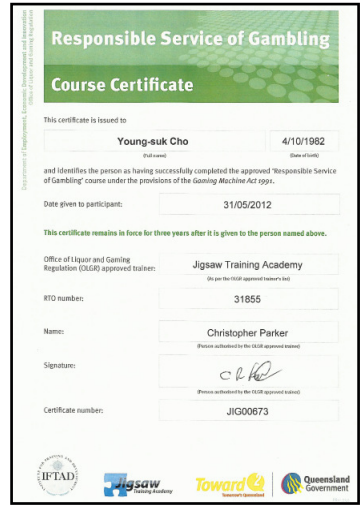 Department of Employment, Economic Development and Innovation
Office of Liquor and Gaming Regulation
Responsible Service of Gambling
Course Certificate
This certificate is issued to
Young-suk Cho
4/10/1982
(Full name)
(Date of birth)
and identifies the person as having successfully completed the approved 'Responsible Service
of Gambling' course under the provisions of the Gaming Machine Act 1991.
Date given to participant:
31/05/2012
This certificate remains in force for three years after it is given to the person named above.
Office of Liquor and Gaming
Regulation (OLGR) approved trainer:
Jigsaw Training Academy
(As per the OLGR approved trainer's list)
RTO number:
31855
Name:
Christopher Parker
(Person authorised by the OLGR approved trainer)
Signature:
(Person authorised by the OLGR approved trainer)
Certificate number:
JIG00673
IFTAD
Jigsaw
Training Academy
Toward Q2
Tomorrow's Queensland
Queensland
Government